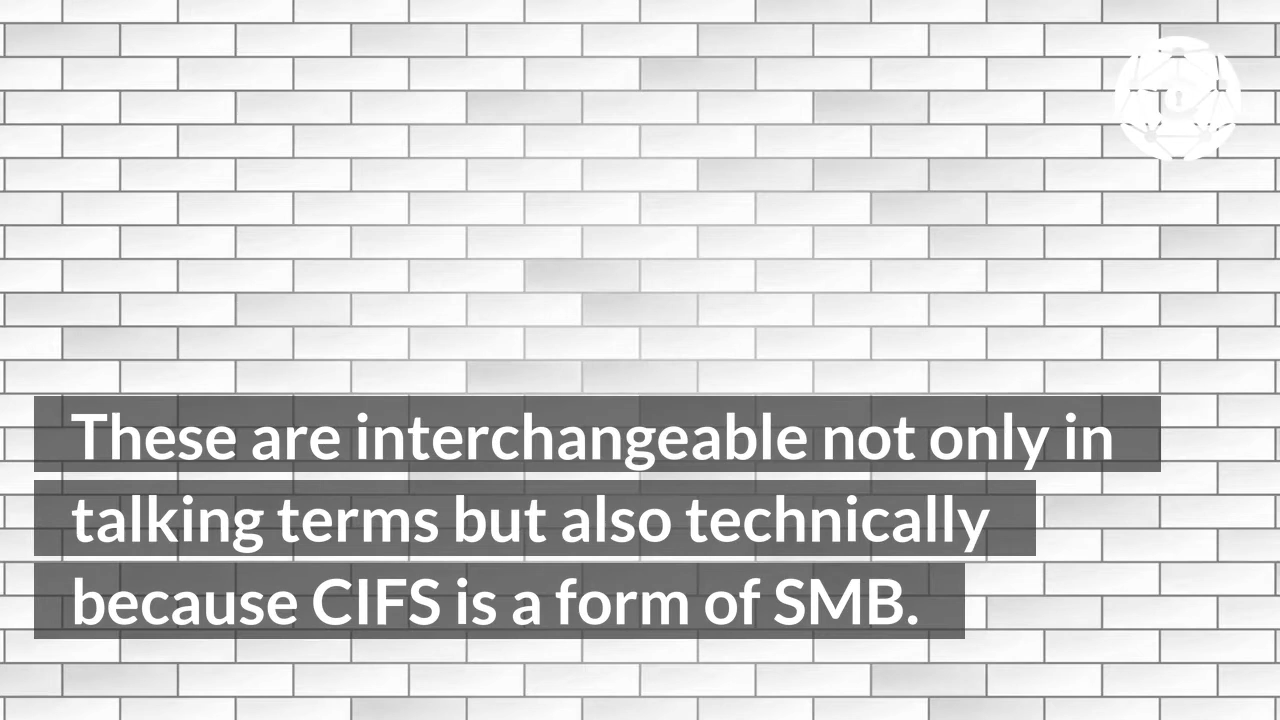 These are interchangeable not only in
talking terms but also technically
because CIFS is a form of SMB.